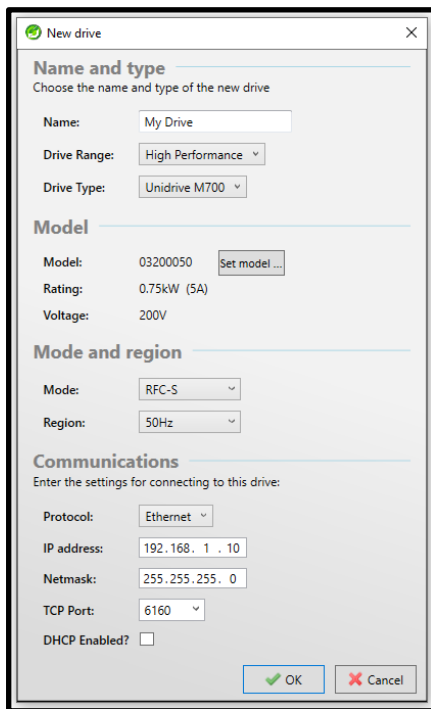 New drive
Name and type
Choose the name and type of the new drive
Name: My Drive
Drive Range: High Performance
Drive Type: Unidrive M700
Model
Model: 03200050 Set model ...
Rating: 0.75kW (5A)
Voltage: 200V
Mode and region
Mode: RFC-S
Region: 50Hz
Communications
Enter the settings for connecting to this drive:
Protocol: Ethernet
IP address: 192.168. 1 . 10
Netmask: 255.255.255. 0
TCP Port: 6160
DHCP Enabled?
OK Cancel